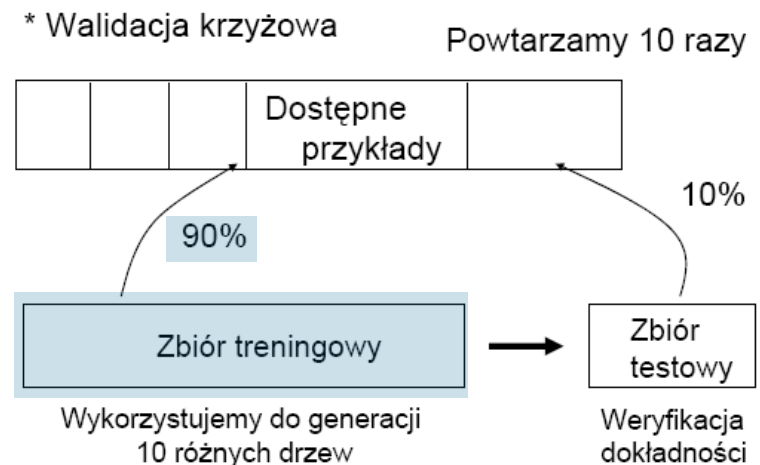 * Walidacja krzyżowa
Powtarzamy 10 razy
Dostępne
przykłady
90%
10%
Zbiór treningowy
Zbiór
testowy
Wykorzystujemy do generacji
10 różnych drzew
Weryfikacja
dokładności